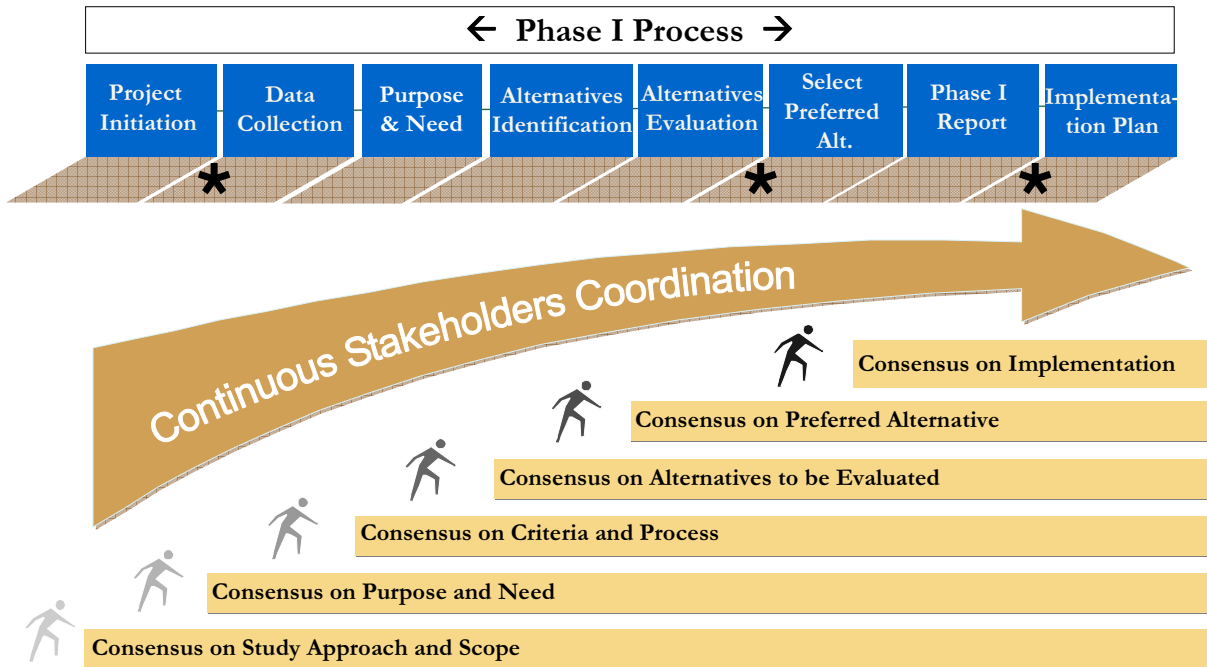 ← Phase I Process →
Project
Initiation
Data
Collection
Purpose
& Need
Alternatives
Identification
Alternatives
Evaluation
Select
Preferred
Alt.
Phase I
Report
Implementa-
tion Plan
*
*
*
Continuous Stakeholders Coordination
Consensus on Implementation
Consensus on Preferred Alternative
Consensus on Alternatives to be Evaluated
Consensus on Criteria and Process
Consensus on Purpose and Need
Consensus on Study Approach and Scope